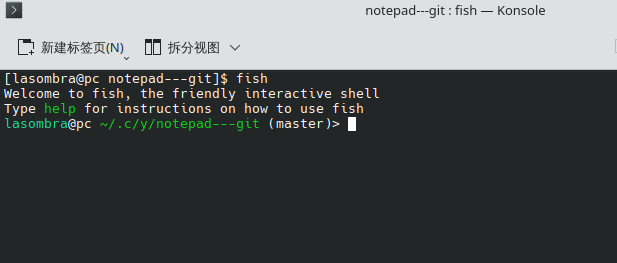 notepad---git : fish — Konsole
新建标签页(N) 拆分视图
[lasombra@pc notepad---git]$ fish
Welcome to fish, the friendly interactive shell
Type help for instructions on how to use fish
lasombra@pc ~/.c/y/notepad---git (master)>